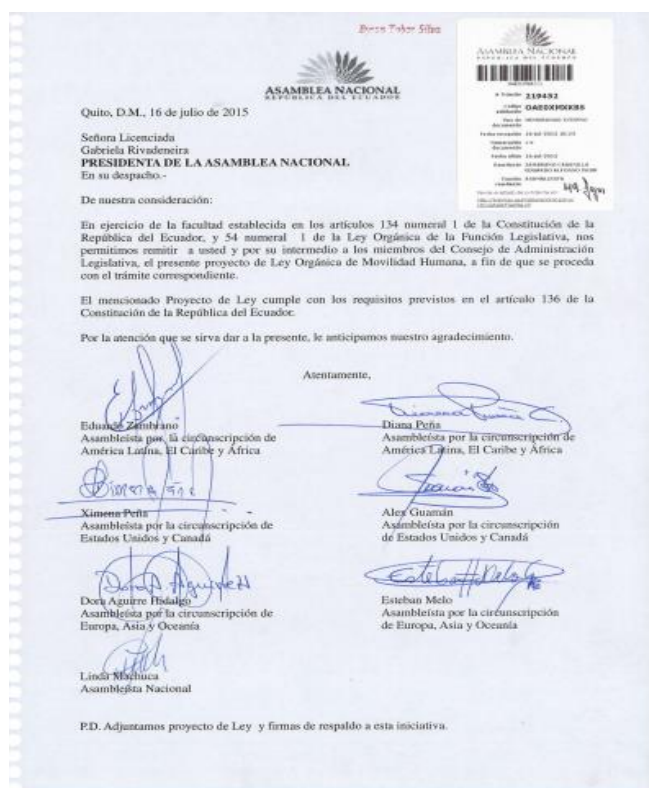 ASAMBLEA NACIONAL
REPÚBLICA DEL ECUADOR
ASAMBLEA NACIONAL
REPÚBLICA DEL ECUADOR
# Trámite 219452
Quito, D.M., 16 de julio de 2015
Señora Licenciada
Gabriela Rivadeneira
PRESIDENTA DE LA ASAMBLEA NACIONAL
En su despacho.-
De nuestra consideración:
En ejercicio de la facultad establecida en los artículos 134 numeral 1 de la Constitución de la
República del Ecuador, y 54 numeral 1 de la Ley Orgánica de la Función Legislativa, nos
permitimos remitir a usted y por su intermedio a los miembros del Consejo de Administración
Legislativa, el presente proyecto de Ley Orgánica de Movilidad Humana, a fin de que se proceda
con el trámite correspondiente.
El mencionado Proyecto de Ley cumple con los requisitos previstos en el artículo 136 de la
Constitución de la República del Ecuador.
Por la atención que se sirva dar a la presente, le anticipamos nuestro agradecimiento.
Atentamente,
Eduardo Zambrano
Asambleísta por la circunscripción de
América Latina, El Caribe y África
Diana Peña
Asambleísta por la circunscripción de
América Latina, El Caribe y África
Ximena Peña
Asambleísta por la circunscripción de
Estados Unidos y Canadá
Alex Guamán
Asambleísta por la circunscripción
de Estados Unidos y Canadá
Dora Aguirre Hidalgo
Asambleísta por la circunscripción de
Europa, Asia y Oceanía
Esteban Melo
Asambleísta por la circunscripción
de Europa, Asia y Oceanía
Linda Machuca
Asambleísta Nacional
P.D. Adjuntamos proyecto de Ley y firmas de respaldo a esta iniciativa.